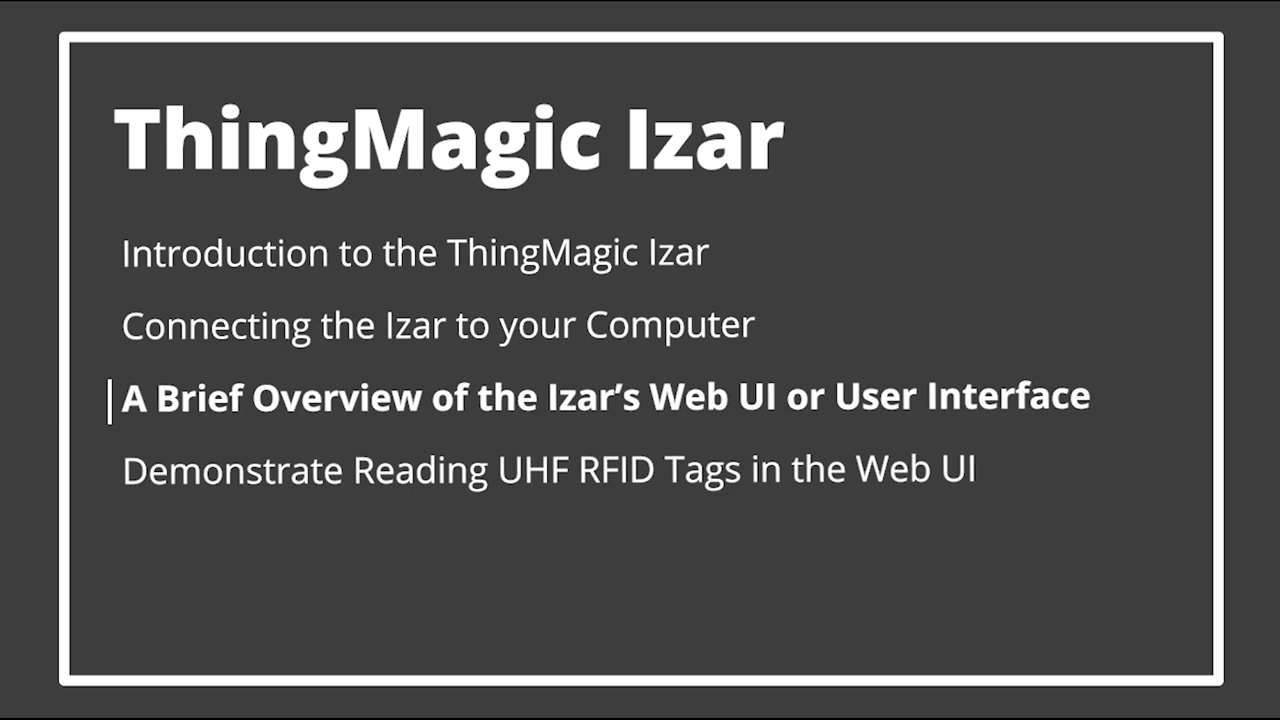 ThingMagic Izar
Introduction to the ThingMagic Izar
Connecting the Izar to your Computer
A Brief Overview of the Izar’s Web UI or User Interface
Demonstrate Reading UHF RFID Tags in the Web UI